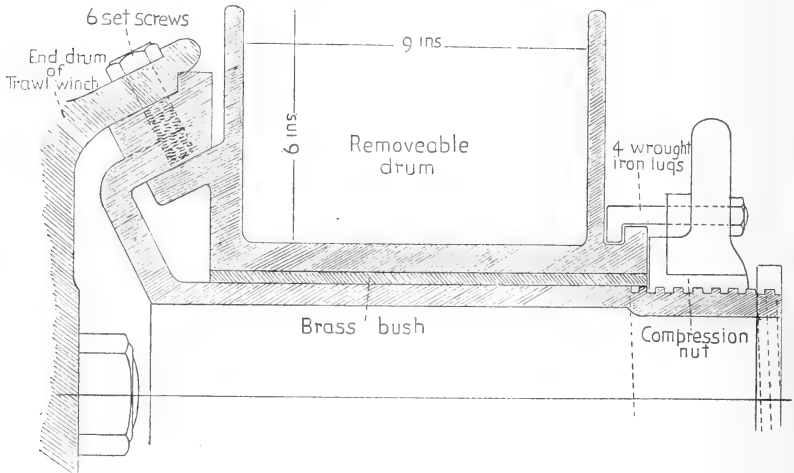 6 set screws
End drum
of
Trawl winch
9 ins
6 ins
Removeable
drum
4 wrought
iron lugs
Brass bush
Compression
nut